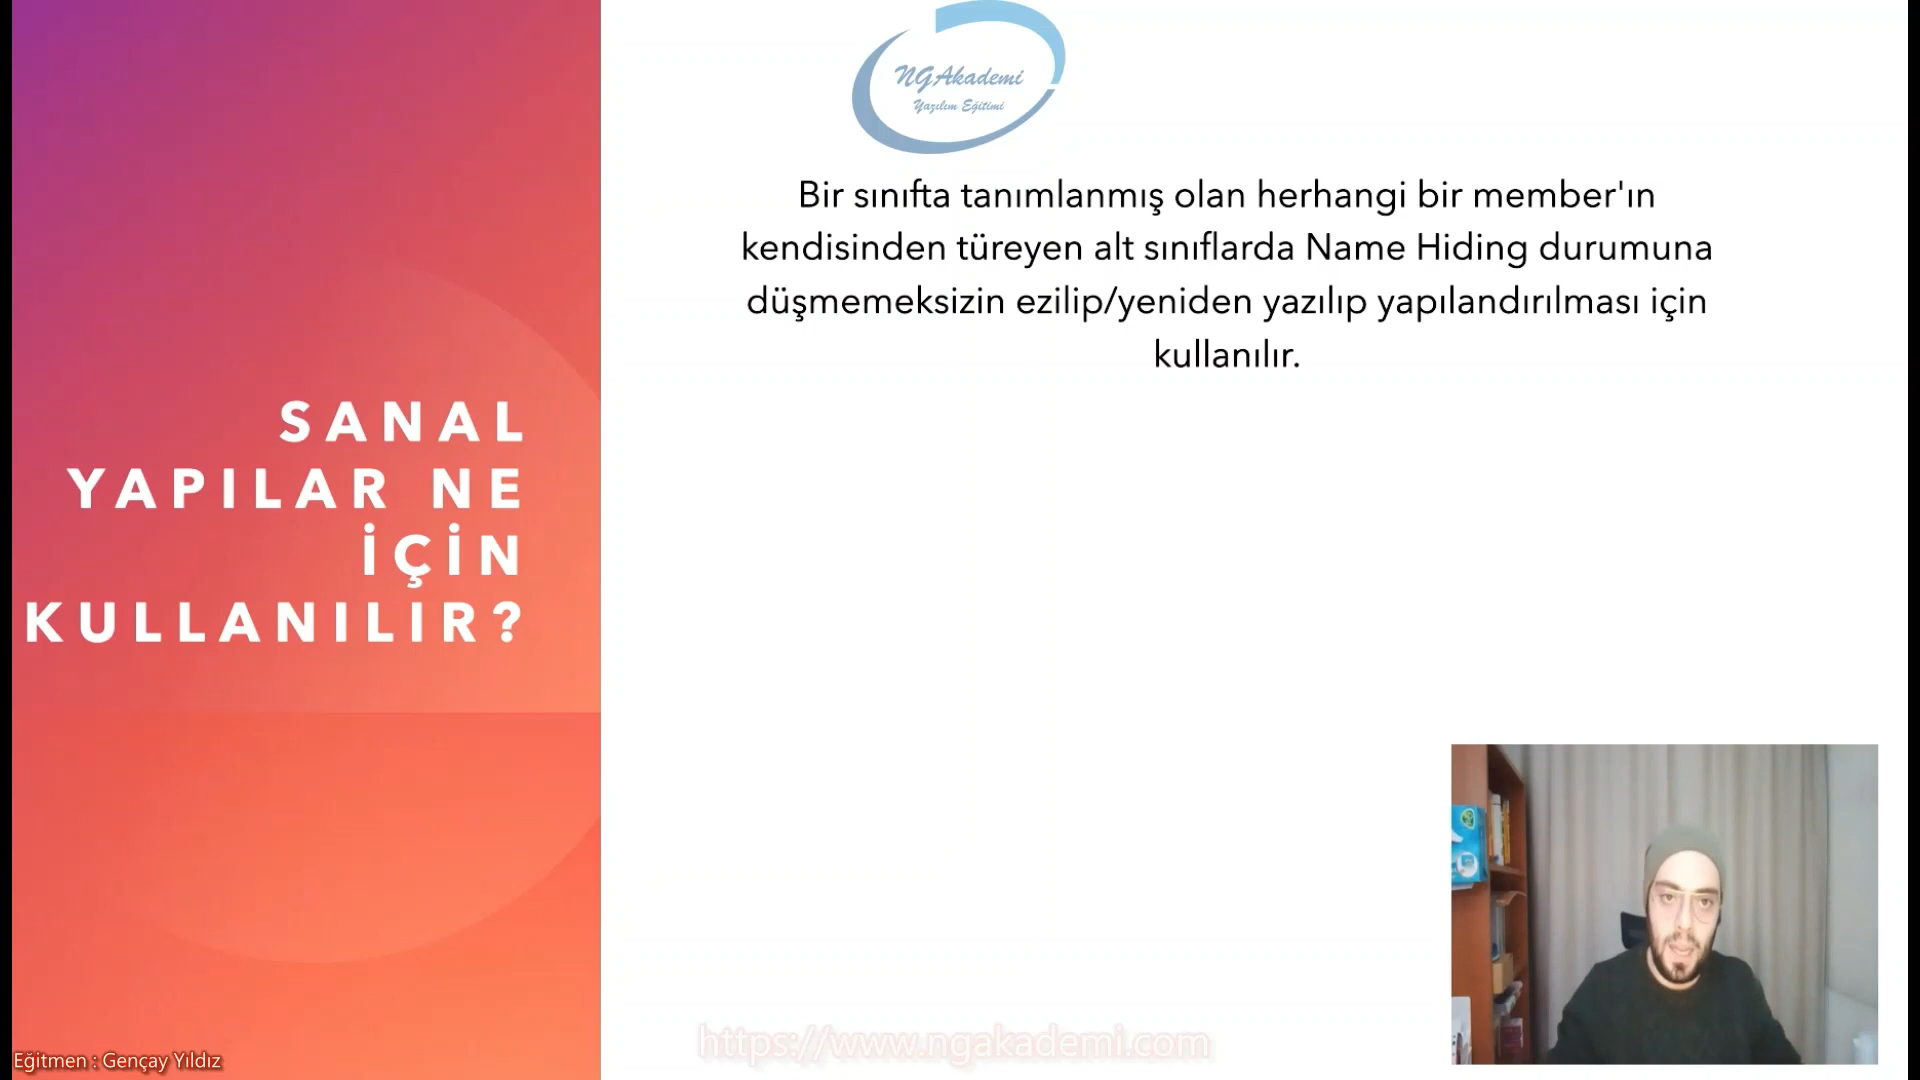 NGAkademi
Yazılım Eğitimi
Bir sınıfta tanımlanmış olan herhangi bir member'ın
kendisinden türeyen alt sınıflarda Name Hiding durumuna
düşmemeksizin ezilip/yeniden yazılıp yapılandırılması için
kullanılır.
SANAL
YAPILAR NE
İÇİN
KULLANILIR?
https://www.ngakademi.com
Eğitmen : Gençay Yıldız